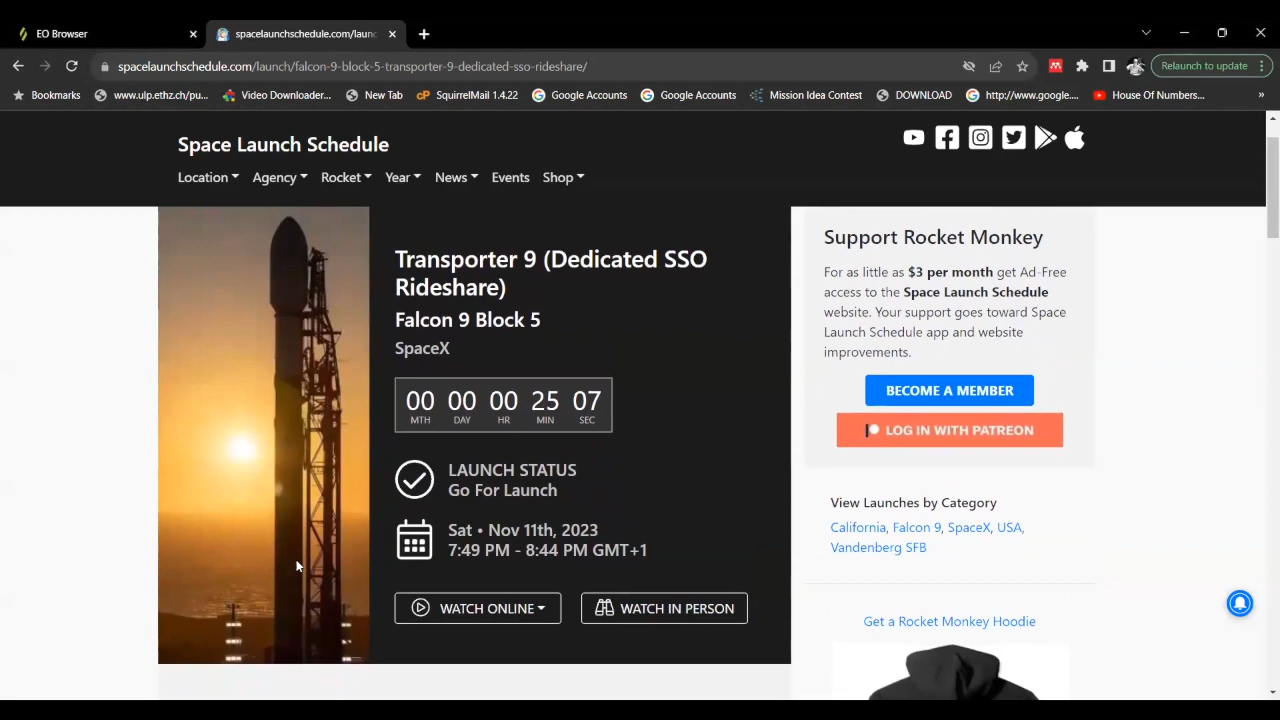 EO Browser
spacelaunchschedule.com/launc
spacelaunchschedule.com/launch/falcon-9-block-5-transporter-9-dedicated-sso-rideshare/
Relaunch to update
Bookmarks
www.ulp.ethz.ch/pu...
Video Downloader...
New Tab
cP SquirrelMail 1.4.22
Google Accounts
Google Accounts
Mission Idea Contest
DOWNLOAD
http://www.google....
House Of Numbers...
»
Space Launch Schedule
Location Agency Rocket Year News Events Shop
Transporter 9 (Dedicated SSO
Rideshare)
Falcon 9 Block 5
SpaceX
00 00 00 25 07
MTH DAY HR MIN SEC
LAUNCH STATUS
Go For Launch
Sat • Nov 11th, 2023
7:49 PM - 8:44 PM GMT+1
WATCH ONLINE
WATCH IN PERSON
Support Rocket Monkey
For as little as $3 per month get Ad-Free
access to the Space Launch Schedule
website. Your support goes toward Space
Launch Schedule app and website
improvements.
BECOME A MEMBER
LOG IN WITH PATREON
View Launches by Category
California, Falcon 9, SpaceX, USA,
Vandenberg SFB
Get a Rocket Monkey Hoodie